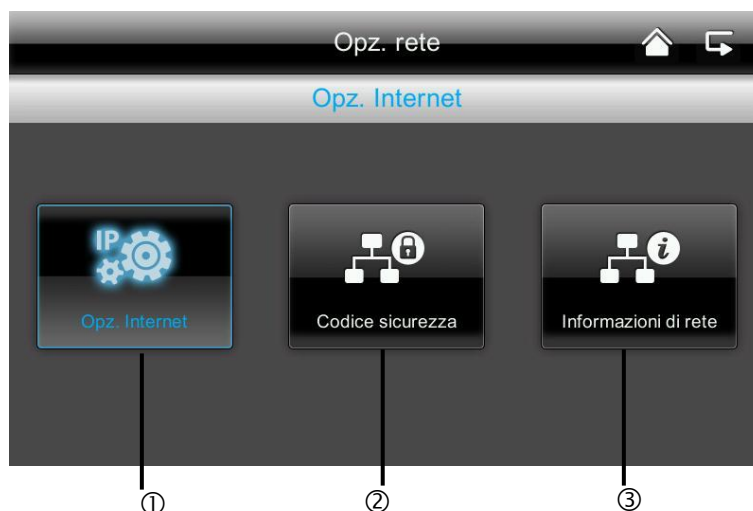 Opz. rete
Opz. Internet
IP
Opz. Internet
Codice sicurezza
i
Informazioni di rete
① ② ③